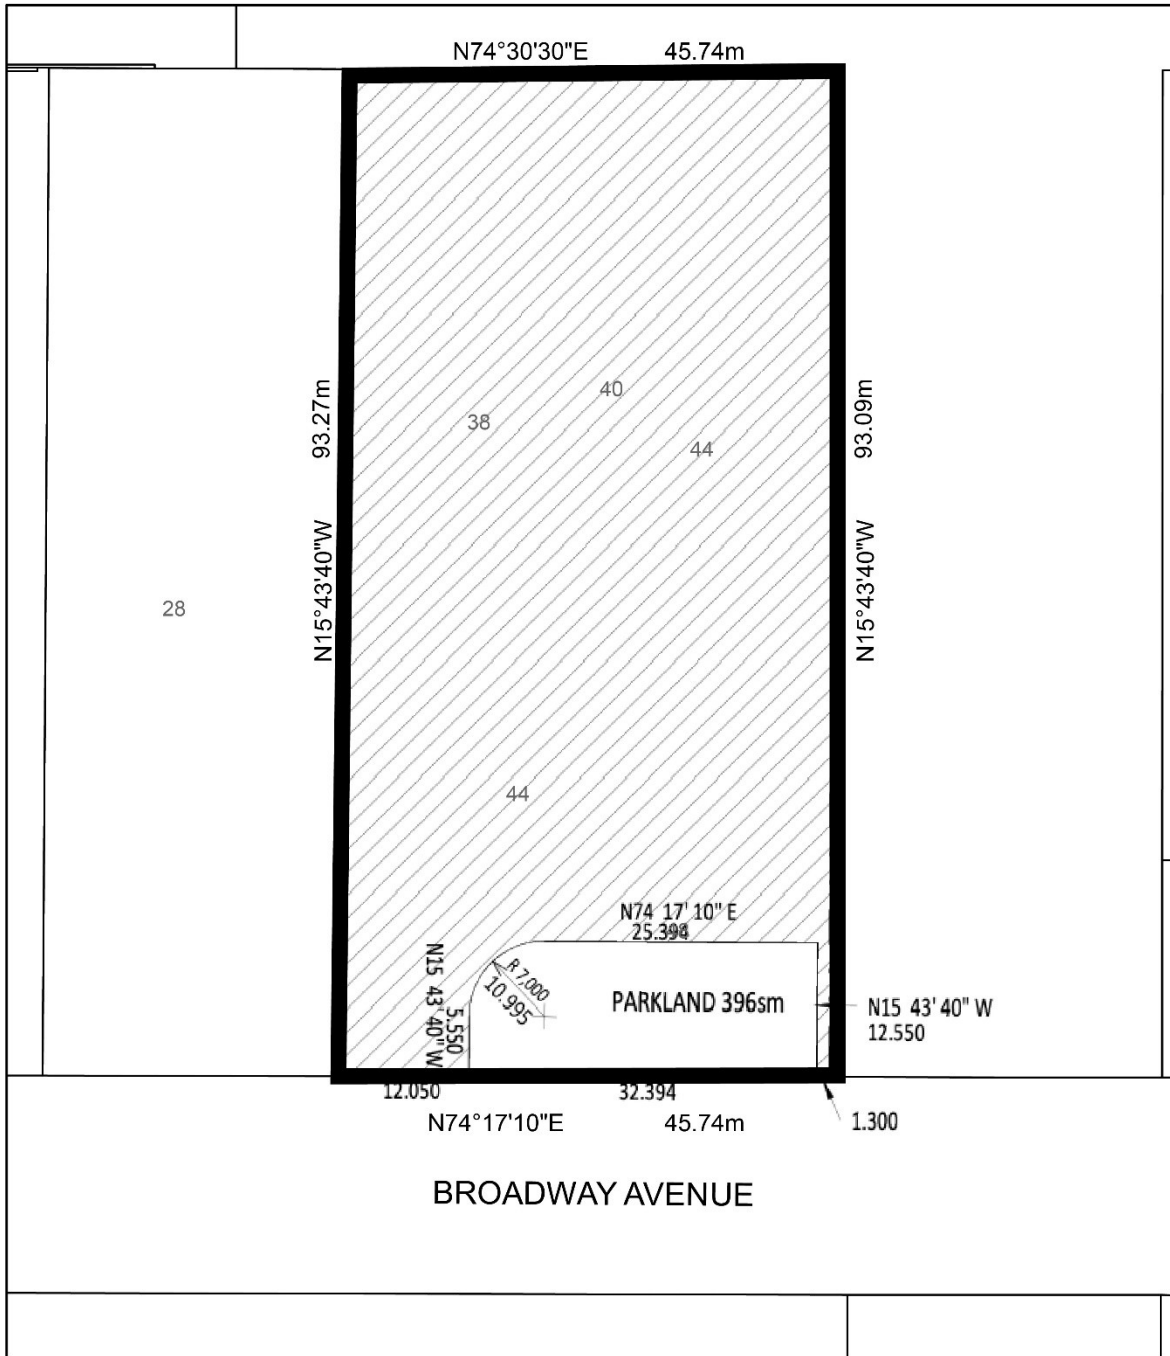 N74°30'30"E 45.74m
93.27m
N15°43'40"W
93.09m
N15°43'40"W
40
38
44
28
44
N74 17' 10" E
25.394
N15 43' 40" W
5.550
R 7,000
10.995
PARKLAND 396sm
N15 43' 40" W
12.550
12.050
32.394
1.300
N74°17'10"E 45.74m
BROADWAY AVENUE